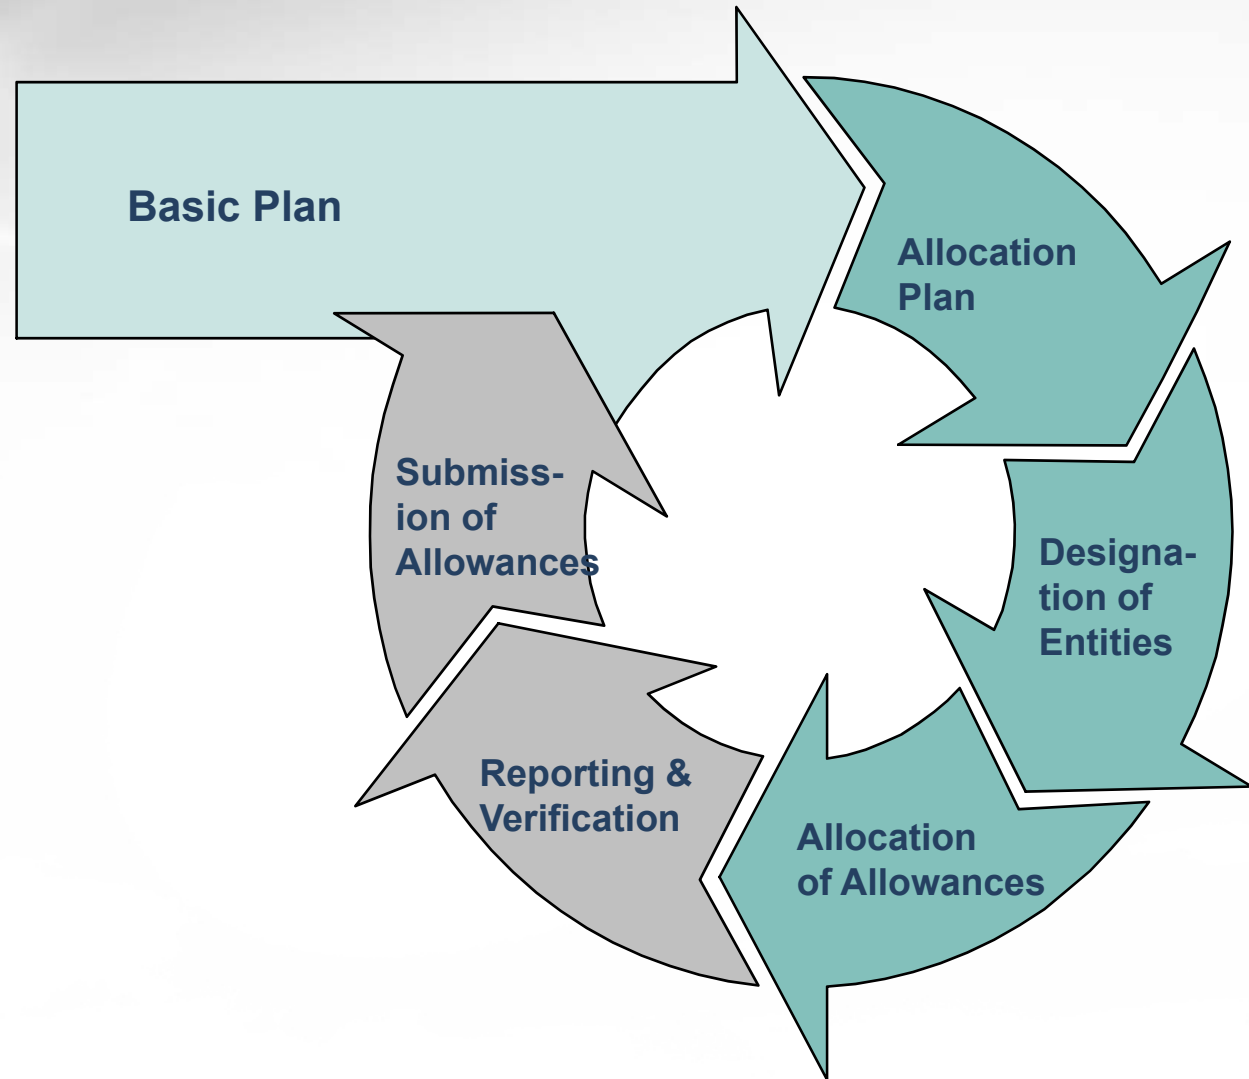 Basic Plan
Allocation
Plan
Designa-
tion of
Entities
Allocation
of Allowances
Reporting &
Verification
Submiss-
ion of
Allowances